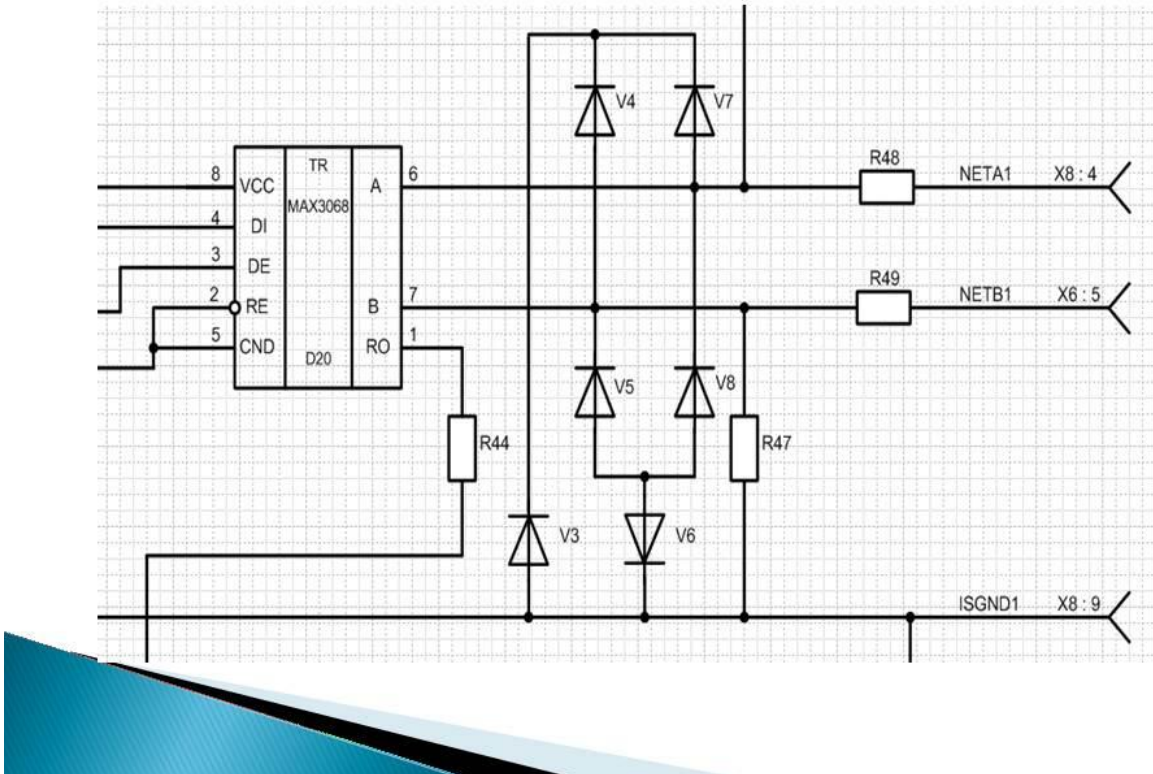 V4
V7
R48
8
VCC
TR
A
6
NETA1
X8 : 4
MAX3068
4
DI
3
DE
R49
2
RE
B
7
NETB1
X6 : 5
5
CND
D20
RO
1
V5
V8
R44
R47
V3
V6
ISGND1
X8 : 9